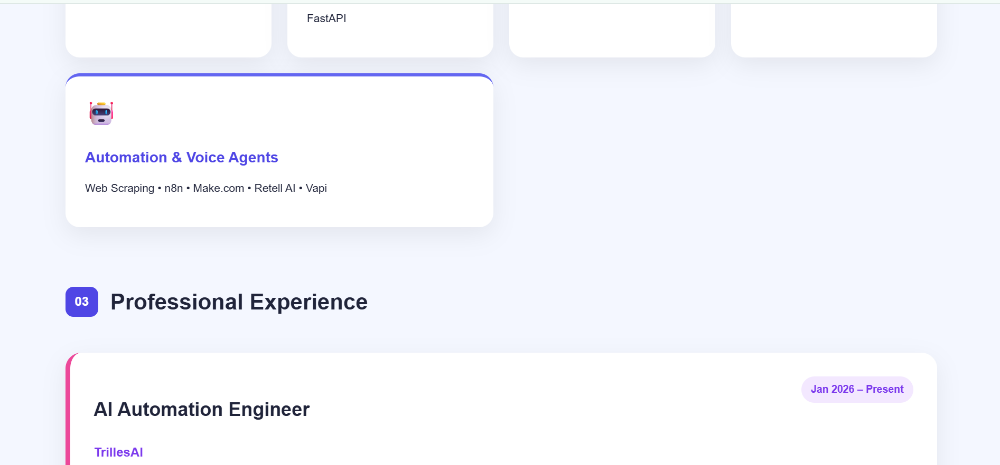 FastAPI
Automation & Voice Agents
Web Scraping • n8n • Make.com • Retell AI • Vapi
03 Professional Experience
Jan 2026 – Present
AI Automation Engineer
TrillesAI